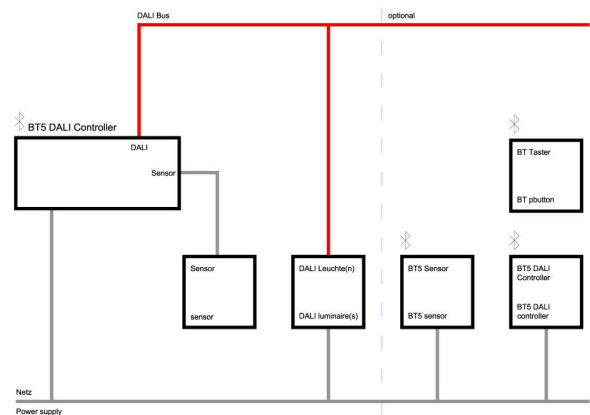 DALI Bus
optional
BT5 DALI Controller
DALI
Sensor
BT Taster
BT pbutton
Sensor
sensor
DALI Leuchte(n)
DALI luminaire(s)
BT5 Sensor
BT5 sensor
BT5 DALI
Controller
BT5 DALI
controller
Netz
Power supply